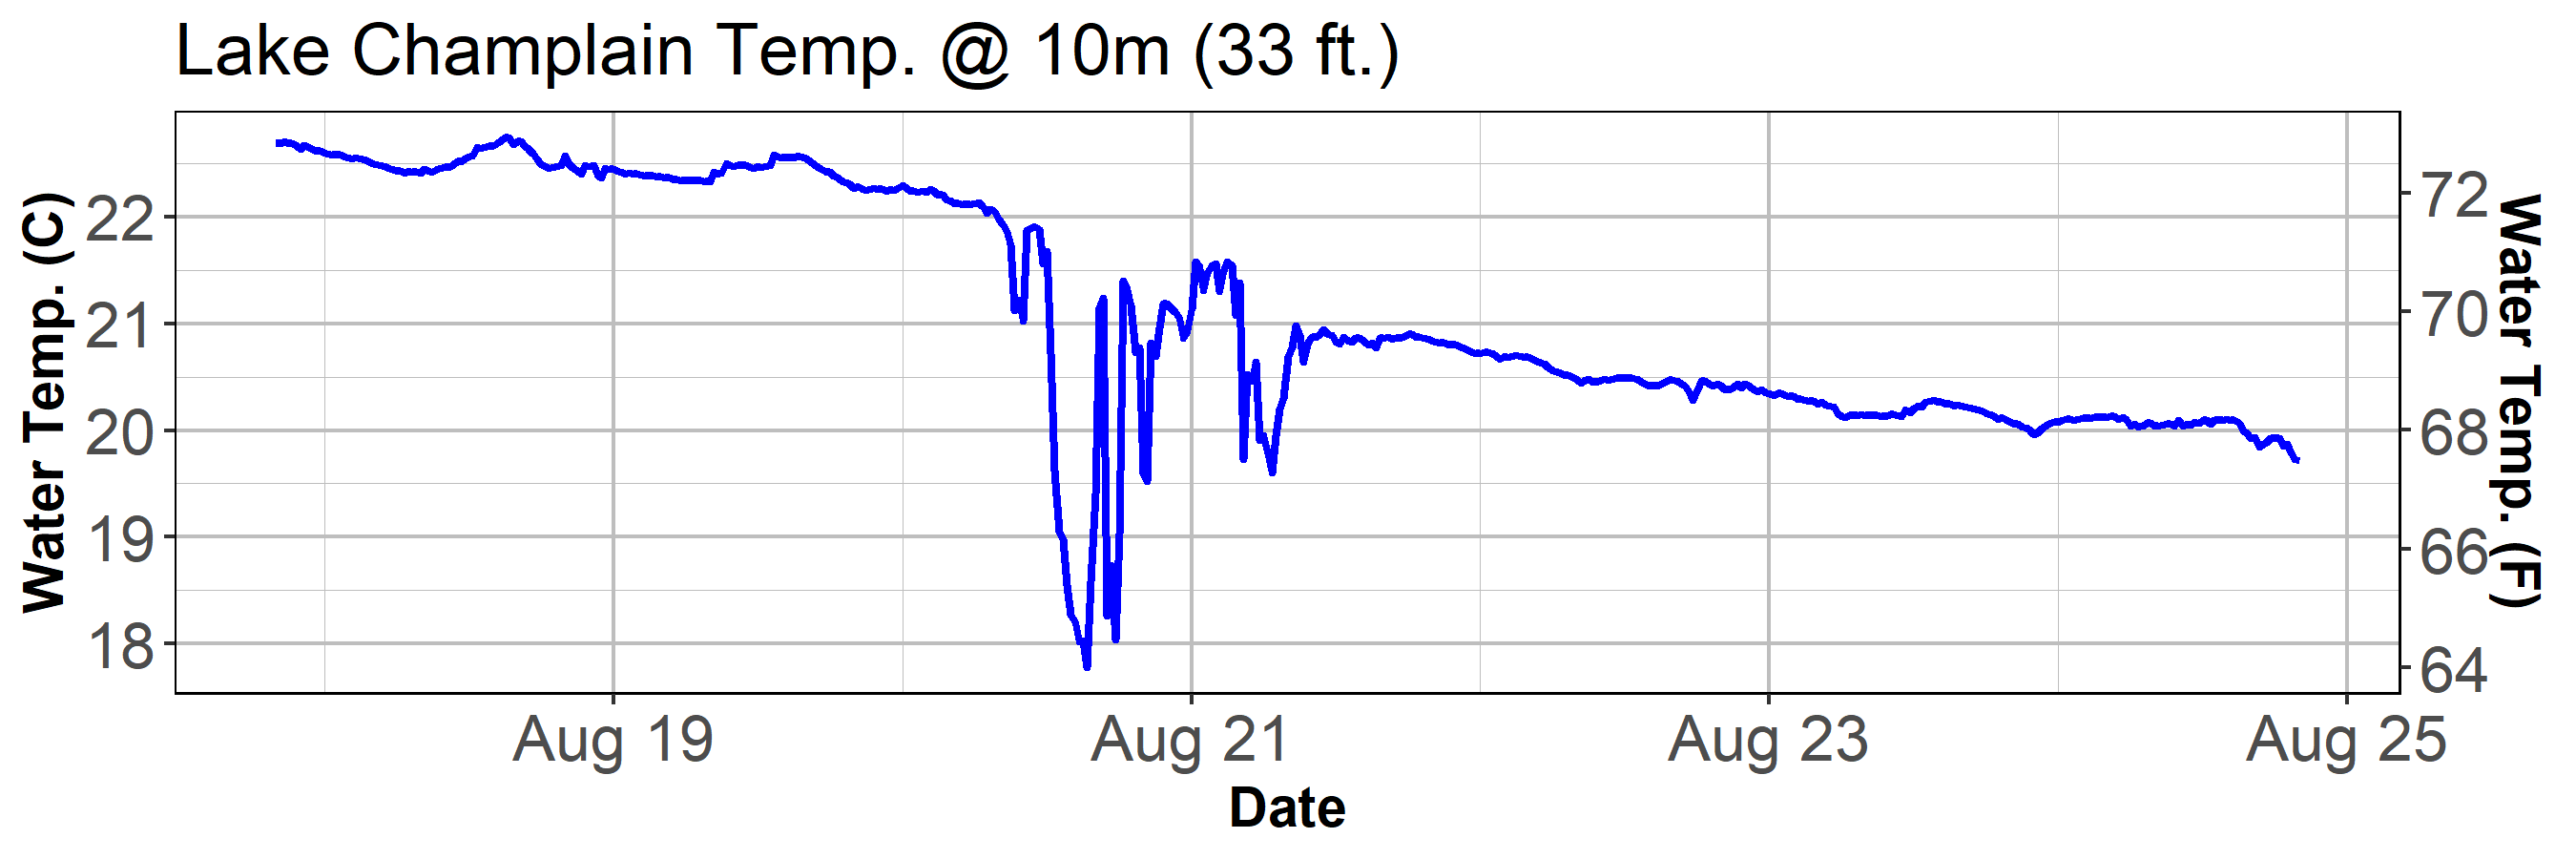 Lake Champlain Temp. @ 10m (33 ft.)
Water Temp. (C)
22
21
20
19
18
72
70
68
66
64
Water Temp. (F)
Aug 19
Aug 21
Aug 23
Aug 25
Date